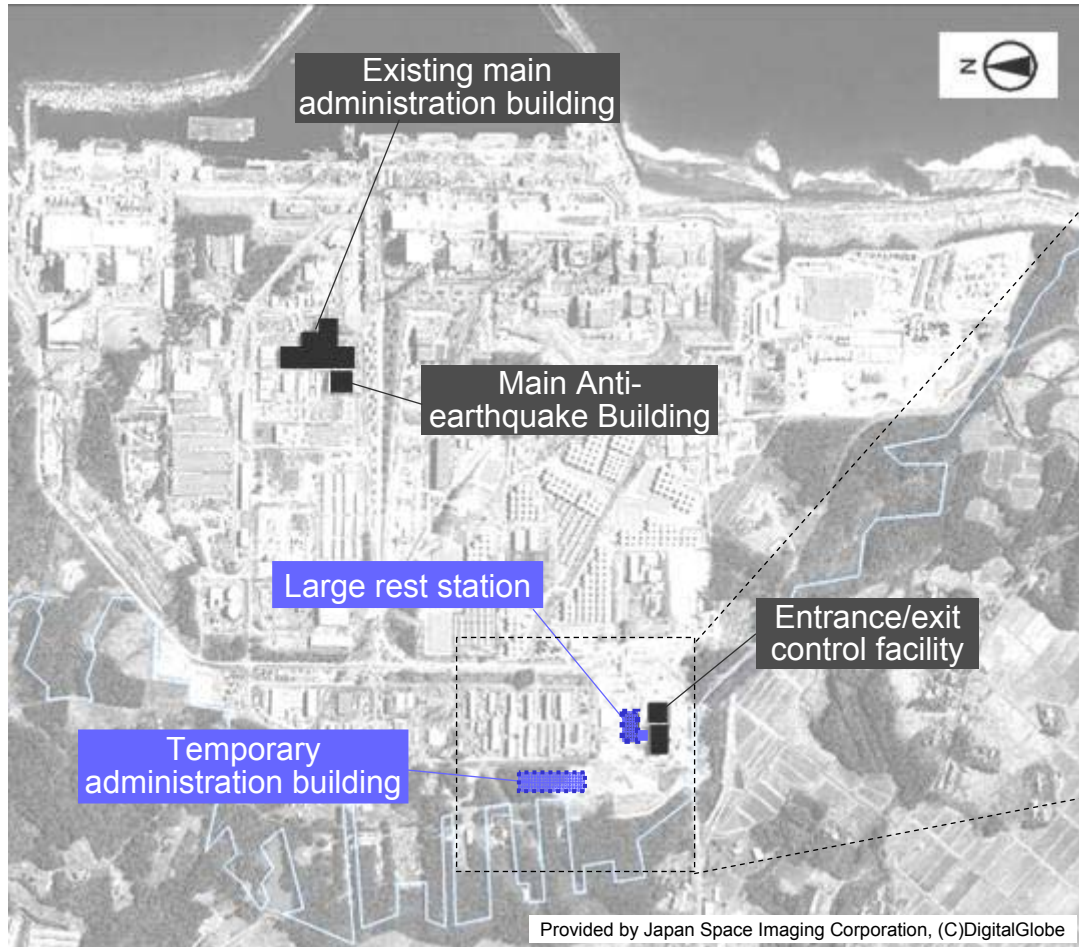 Existing main
administration building
N
Main Anti-
earthquake Building
Large rest station
Entrance/exit
control facility
Temporary
administration building
Provided by Japan Space Imaging Corporation, (C)DigitalGlobe